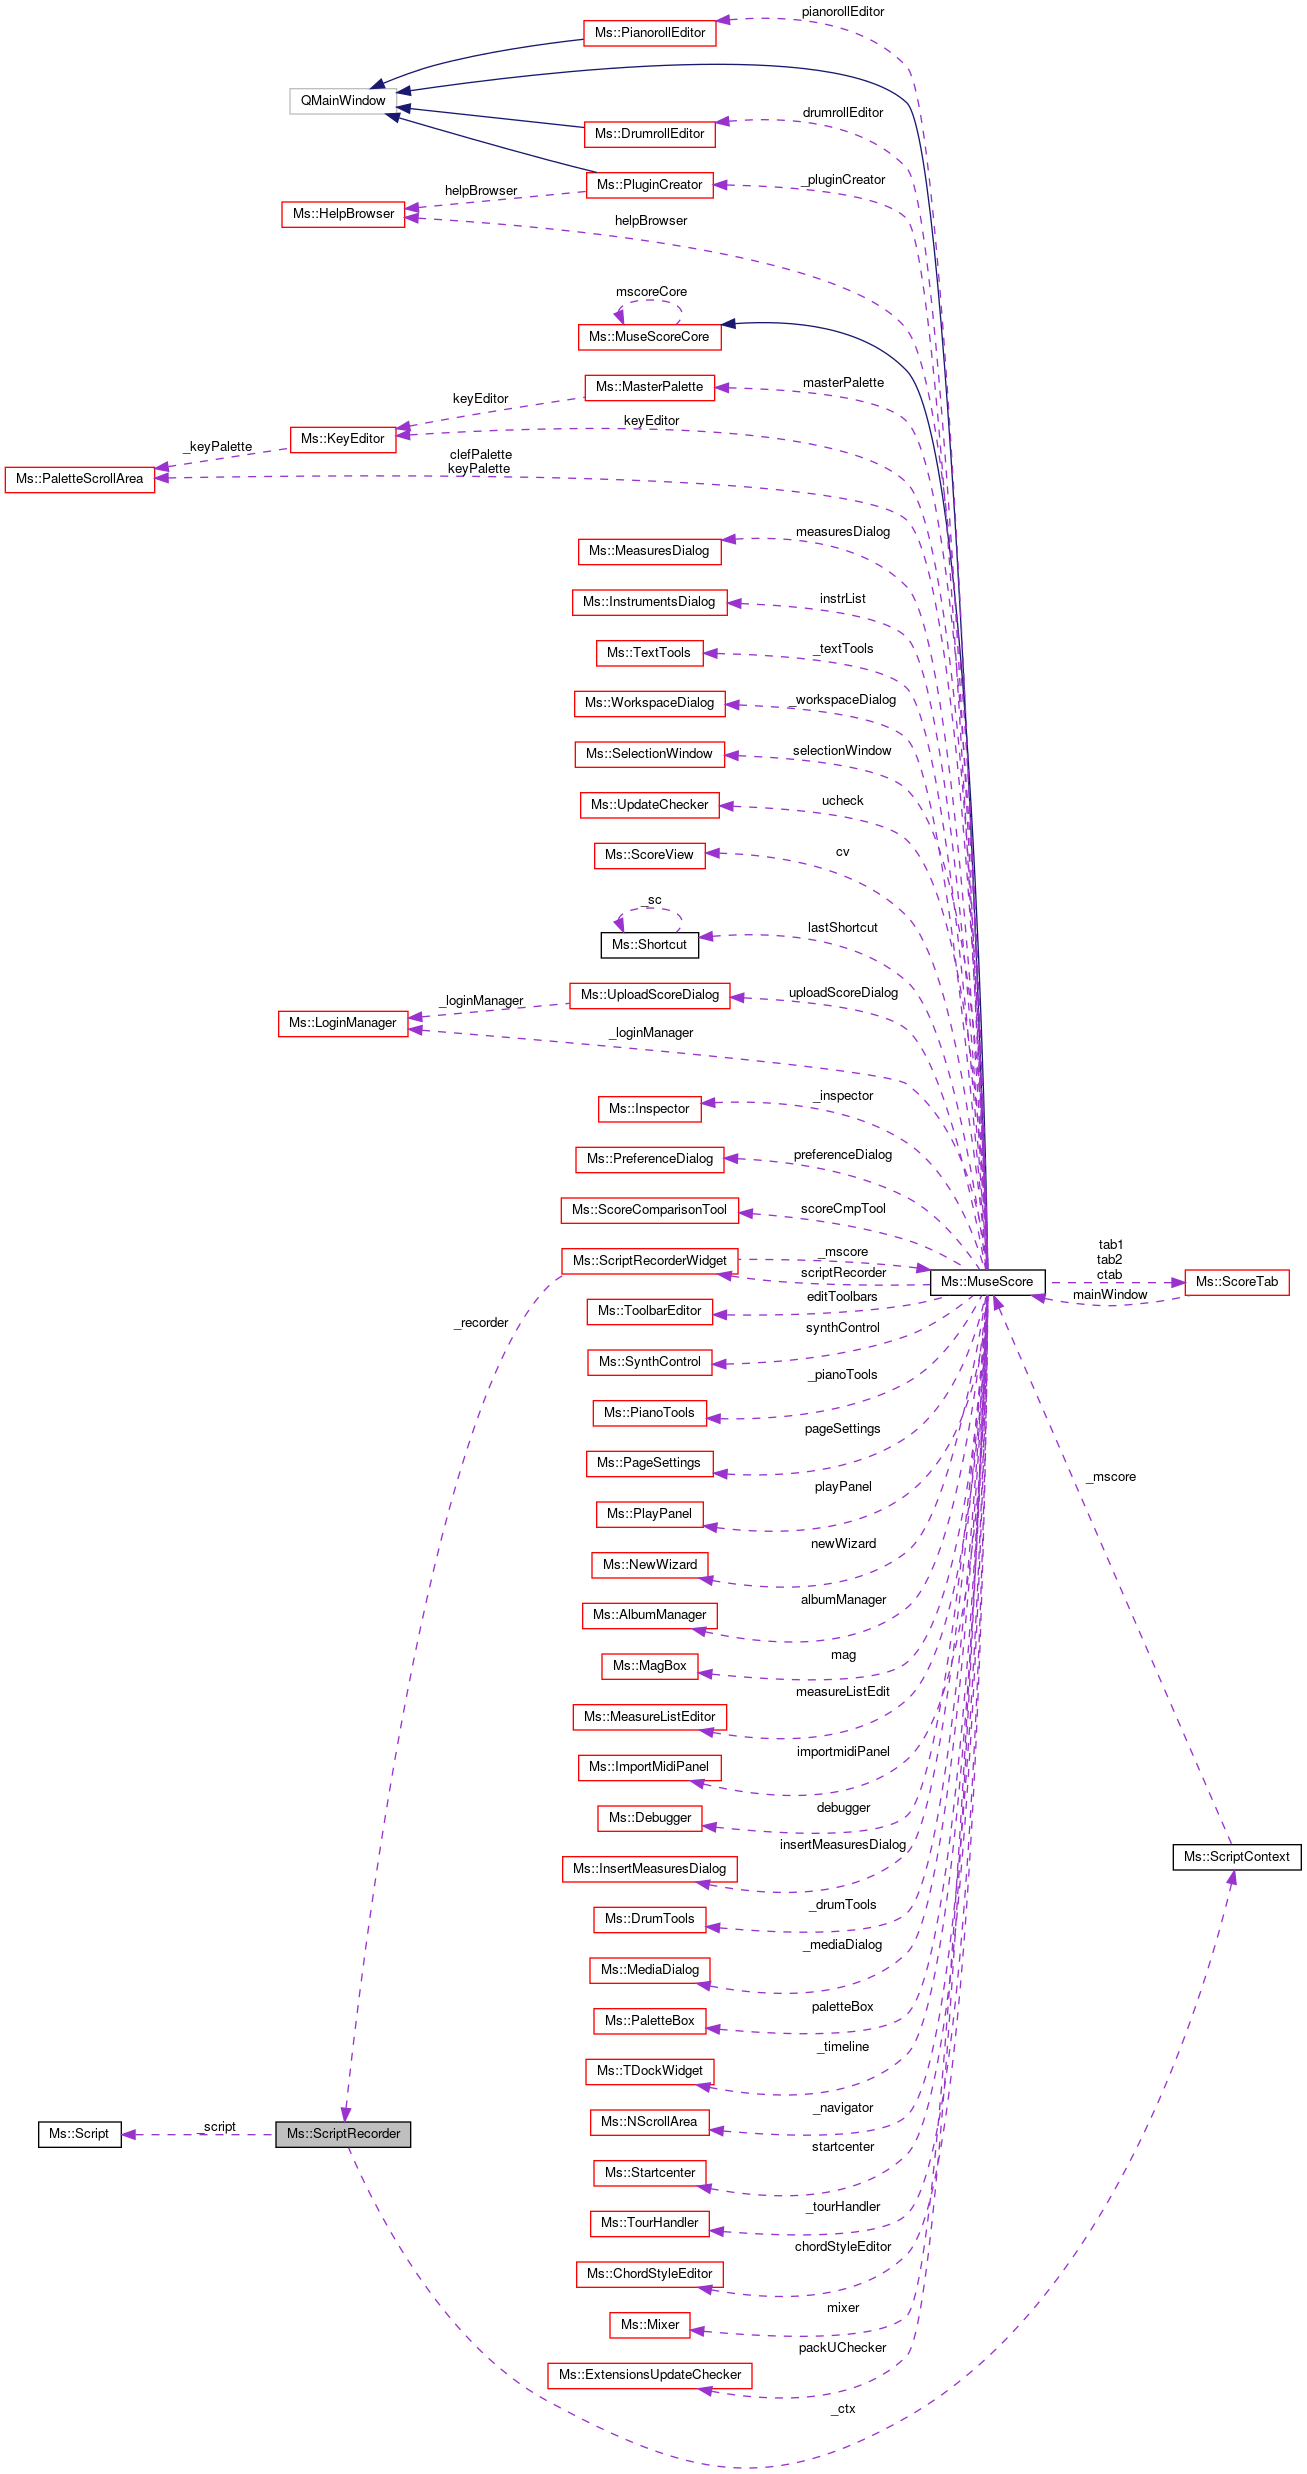 pianorollEditor
Ms::PianorollEditor
QMainWindow
drumrollEditor
Ms::DrumrollEditor
_pluginCreator
Ms::PluginCreator
helpBrowser
Ms::HelpBrowser
helpBrowser
mscoreCore
Ms::MuseScoreCore
masterPalette
Ms::MasterPalette
keyEditor
keyEditor
Ms::KeyEditor
_keyPalette
clefPalette
keyPalette
Ms::PaletteScrollArea
measuresDialog
Ms::MeasuresDialog
instrList
Ms::InstrumentsDialog
_textTools
Ms::TextTools
_workspaceDialog
Ms::WorkspaceDialog
selectionWindow
Ms::SelectionWindow
ucheck
Ms::UpdateChecker
cv
Ms::ScoreView
_sc
lastShortcut
Ms::Shortcut
uploadScoreDialog
Ms::UploadScoreDialog
_loginManager
Ms::LoginManager
_loginManager
_inspector
Ms::Inspector
preferenceDialog
Ms::PreferenceDialog
scoreCmpTool
Ms::ScoreComparisonTool
_mscore
Ms::ScriptRecorderWidget
scriptRecorder
Ms::MuseScore
tab1
tab2
ctab
Ms::ScoreTab
mainWindow
editToolbars
Ms::ToolbarEditor
_recorder
synthControl
Ms::SynthControl
_pianoTools
Ms::PianoTools
pageSettings
Ms::PageSettings
_mscore
playPanel
Ms::PlayPanel
newWizard
Ms::NewWizard
albumManager
Ms::AlbumManager
mag
Ms::MagBox
measureListEdit
Ms::MeasureListEditor
importmidiPanel
Ms::ImportMidiPanel
debugger
Ms::Debugger
insertMeasuresDialog
Ms::InsertMeasuresDialog
Ms::ScriptContext
_drumTools
Ms::DrumTools
_mediaDialog
Ms::MediaDialog
paletteBox
Ms::PaletteBox
_timeline
Ms::TDockWidget
_navigator
Ms::NScrollArea
_script
Ms::Script
Ms::ScriptRecorder
startcenter
Ms::Startcenter
_tourHandler
Ms::TourHandler
chordStyleEditor
Ms::ChordStyleEditor
mixer
Ms::Mixer
packUChecker
Ms::ExtensionsUpdateChecker
_ctx